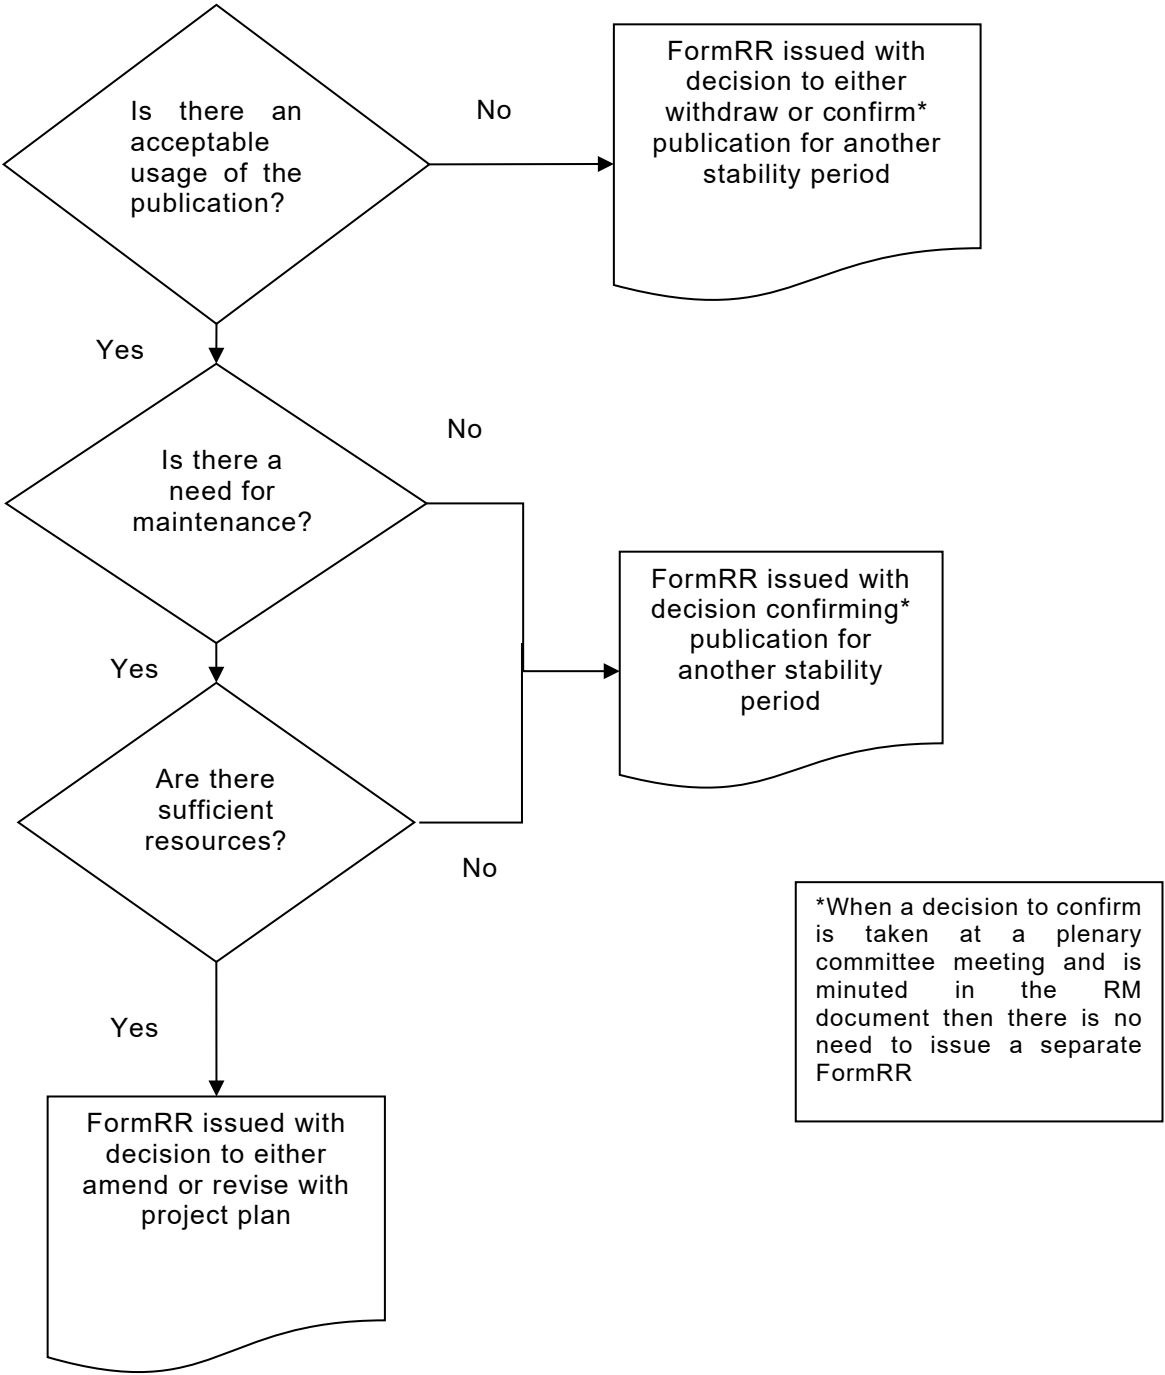 Is there an
acceptable
usage of the
publication?
No
FormRR issued with
decision to either
withdraw or confirm*
publication for another
stability period
Yes
Is there a
need for
maintenance?
No
FormRR issued with
decision confirming*
publication for
another stability
period
Yes
Are there
sufficient
resources?
No
*When a decision to confirm
is taken at a plenary
committee meeting and is
minuted in the RM
document then there is no
need to issue a separate
FormRR
Yes
FormRR issued with
decision to either
amend or revise with
project plan